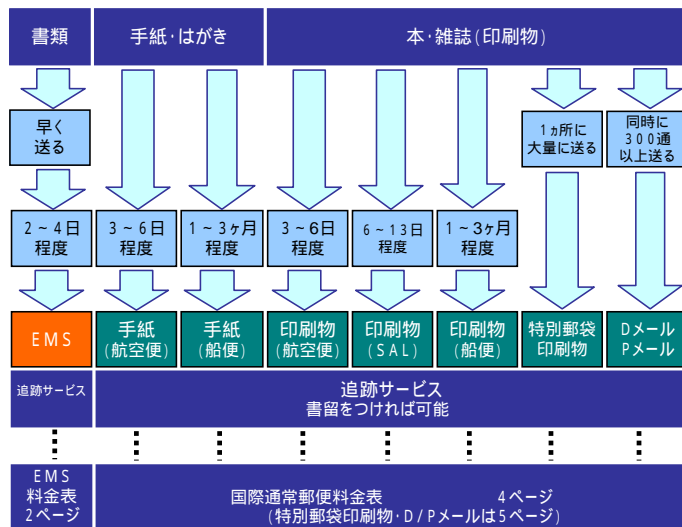 書類
手紙・はがき
本・雑誌(印刷物)
早く
送る
1ヵ所に
大量に送る
同時に
300通
以上送る
2~4日
程度
3~6日
程度
1~3ヶ月
程度
3~6日
程度
6~13日
程度
1~3ヶ月
程度
EMS
手紙
(航空便)
手紙
(船便)
印刷物
(航空便)
印刷物
(SAL)
印刷物
(船便)
特別郵袋
印刷物
Dメール
Pメール
追跡サービス
追跡サービス
書留をつければ可能
EMS
料金表
2ページ
国際通常郵便料金表 4ページ
(特別郵袋印刷物・D/Pメールは5ページ)